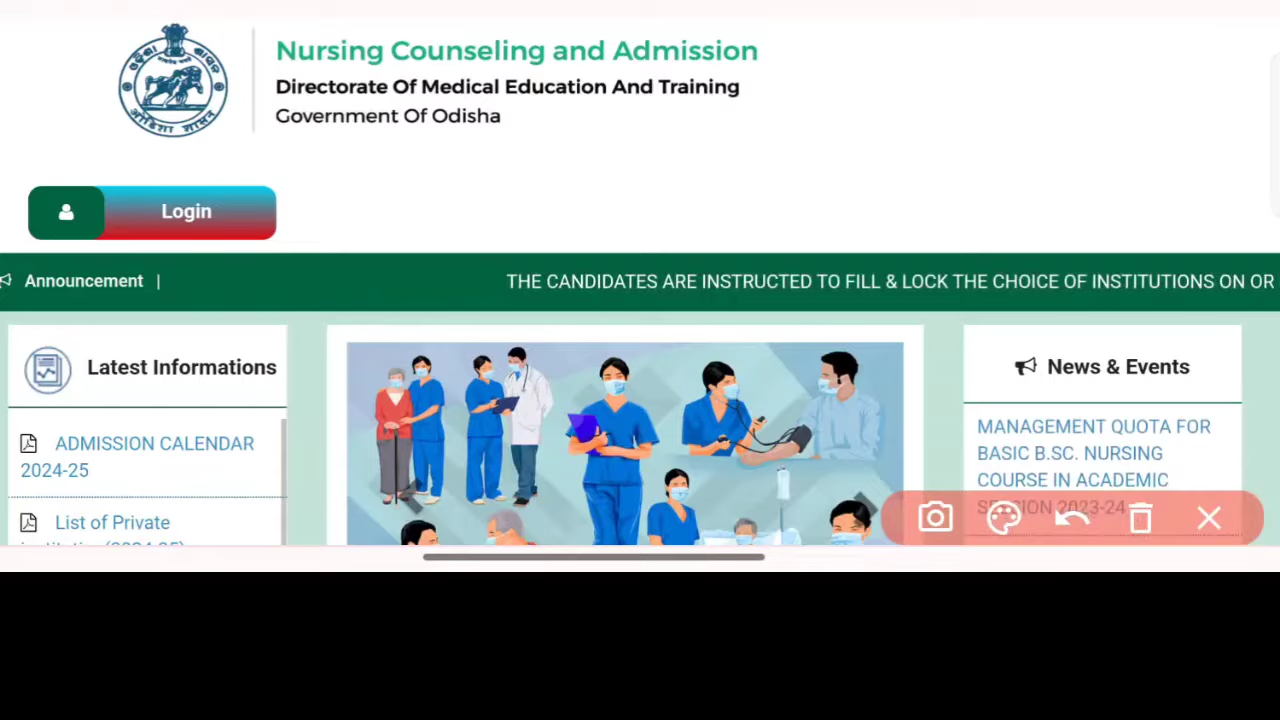 Nursing Counseling and Admission
Directorate Of Medical Education And Training
Government Of Odisha
Login
Announcement |
THE CANDIDATES ARE INSTRUCTED TO FILL & LOCK THE CHOICE OF INSTITUTIONS ON OR
Latest Informations
ADMISSION CALENDAR
2024-25
List of Private
News & Events
MANAGEMENT QUOTA FOR
BASIC B.SC. NURSING
COURSE IN ACADEMIC
SESSION 2023-24